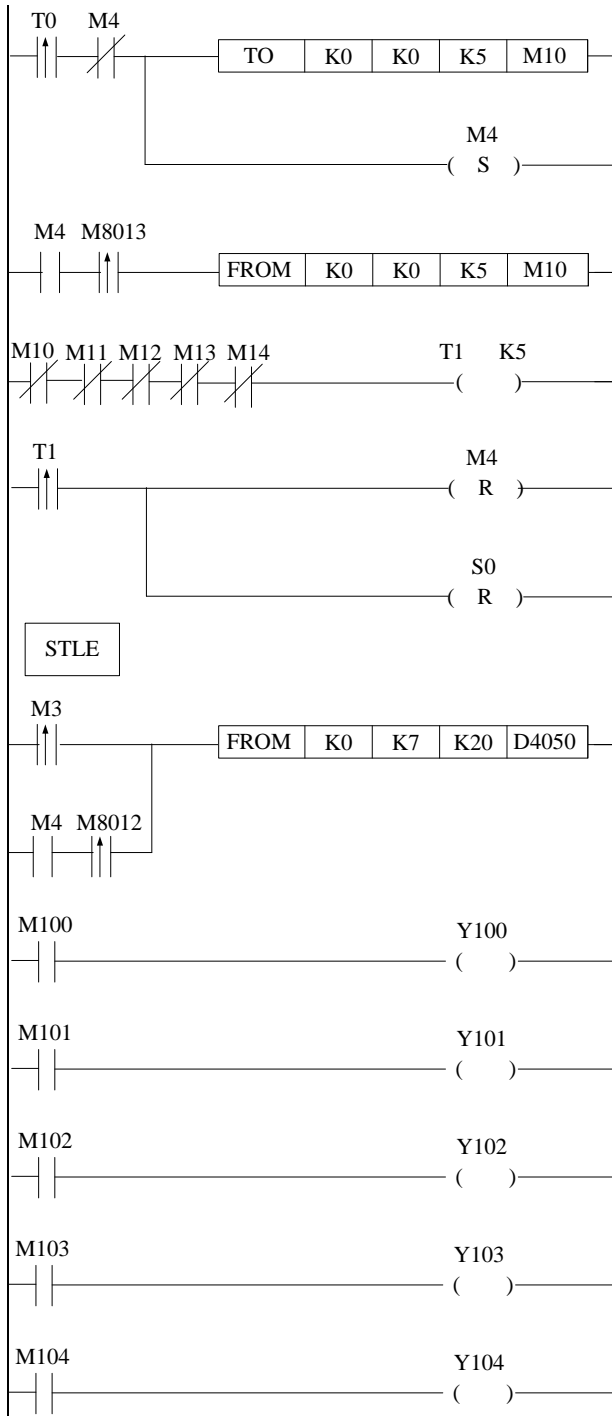 T0 M4
TO K0 K0 K5 M10
M4
( S )
M4 M8013
FROM K0 K0 K5 M10
M10 M11 M12 M13 M14 T1 K5
( )
T1 M4
( R )
S0
( R )
STLE
M3
FROM K0 K7 K20 D4050
M4 M8012
M100 Y100
( )
M101 Y101
( )
M102 Y102
( )
M103 Y103
( )
M104 Y104
( )